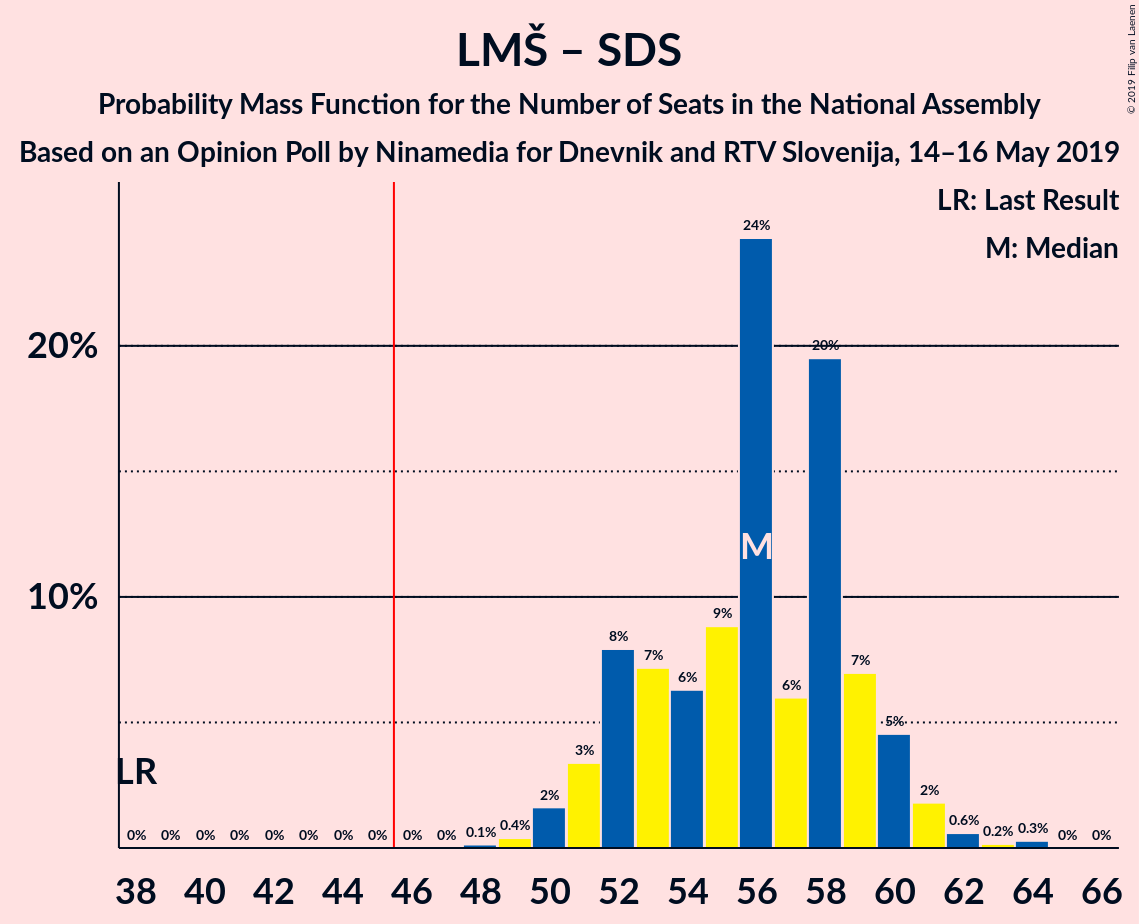 LMŠ – SDS
Probability Mass Function for the Number of Seats in the National Assembly
Based on an Opinion Poll by Ninamedia for Dnevnik and RTV Slovenija, 14–16 May 2019
© 2019 Filip van Laenen
LR: Last Result
M: Median
20%
10%
LR
M
0% 0% 0% 0% 0% 0% 0% 0% 0% 0% 0.1% 0.4% 2% 3% 8% 7% 6% 9% 24% 6% 20% 7% 5% 2% 0.6% 0.2% 0.3% 0% 0%
38 40 42 44 46 48 50 52 54 56 58 60 62 64 66